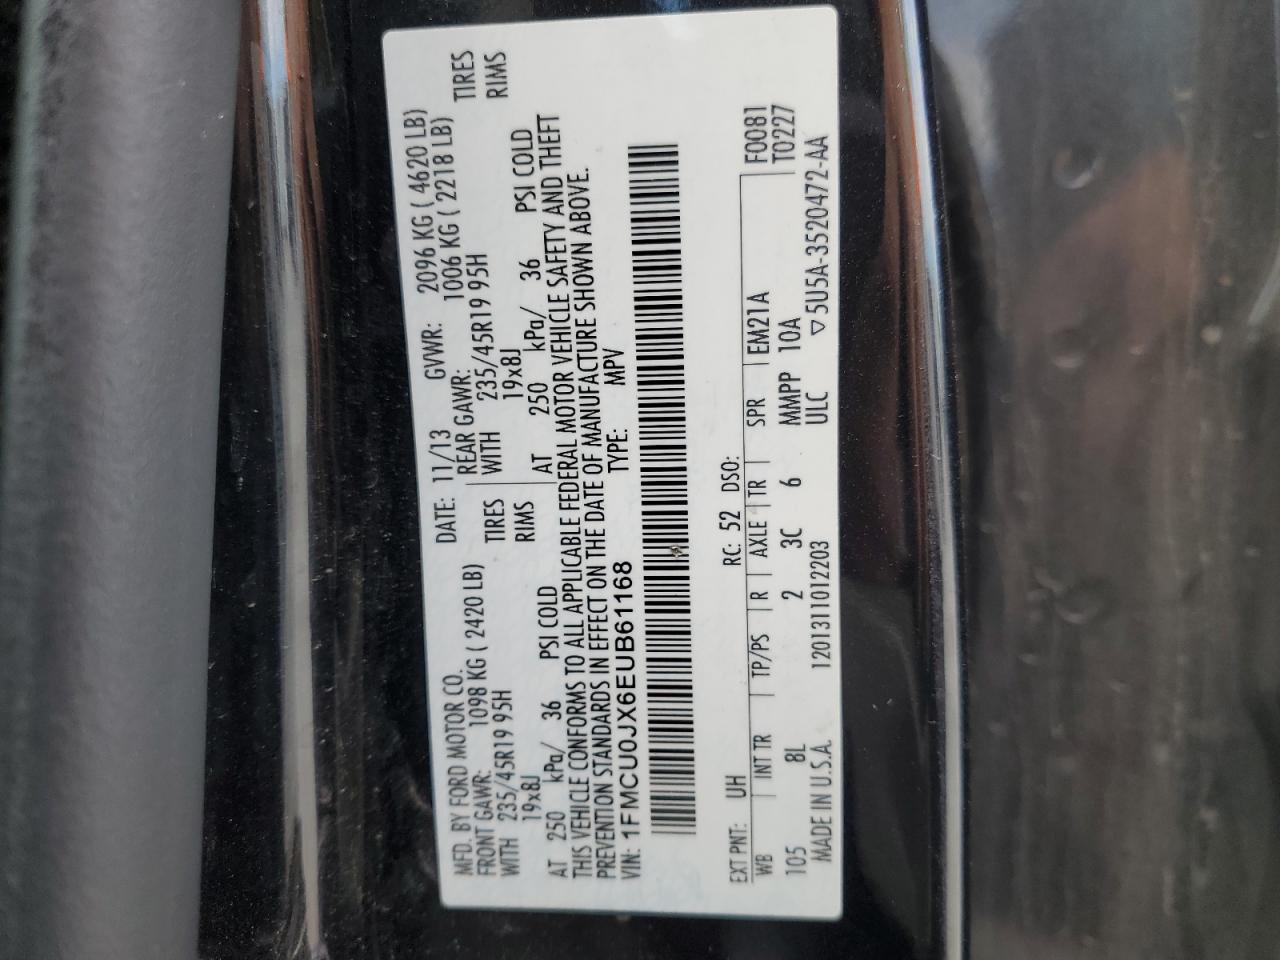 MFD. BY FORD MOTOR CO.
DATE: 11/13 GVWR: 2096 KG ( 4620 LB)
FRONT GAWR: 1098 KG ( 2420 LB)
REAR GAWR: 1006 KG ( 2218 LB)
WITH 235/45R19 95H TIRES
WITH 235/45R19 95H TIRES
19x8J RIMS
19x8J RIMS
AT 250 kPa/ 36 PSI COLD
AT 250 kPa/ 36 PSI COLD
THIS VEHICLE CONFORMS TO ALL APPLICABLE FEDERAL MOTOR VEHICLE SAFETY AND THEFT
PREVENTION STANDARDS IN EFFECT ON THE DATE OF MANUFACTURE SHOWN ABOVE.
VIN: 1FMCU0JX6EUB61168 TYPE: MPV
F0081
T0227
EXT PNT: UH RC: 52 DSO:
WB INT TR TP/PS R AXLE TR SPR EM21A
105 8L 2 3C 6 MMPP 10A
MADE IN U.S.A. 1201311012203 ULC ▽5U5A-3520472-AA